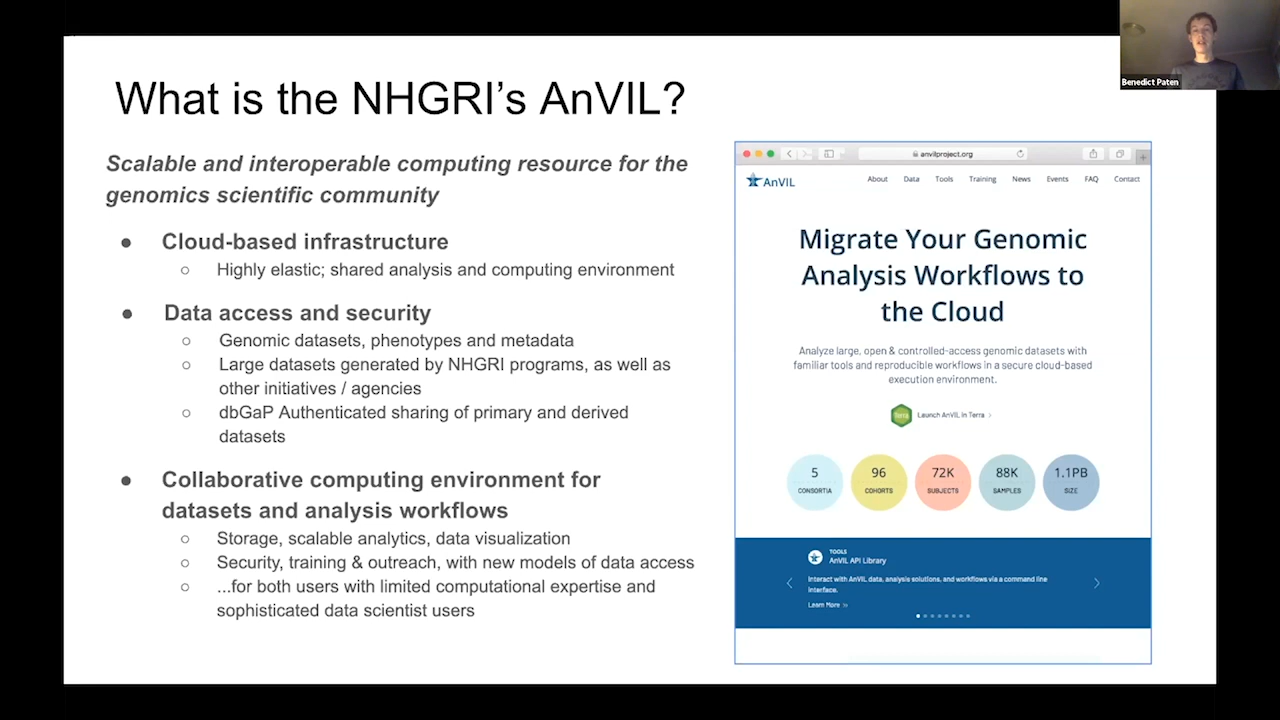 Benedict Paten
What is the NHGRI's AnVIL?
Scalable and interoperable computing resource for the
genomics scientific community
● Cloud-based infrastructure
○ Highly elastic; shared analysis and computing environment
● Data access and security
○ Genomic datasets, phenotypes and metadata
○ Large datasets generated by NHGRI programs, as well as
other initiatives / agencies
○ dbGaP Authenticated sharing of primary and derived
datasets
● Collaborative computing environment for
datasets and analysis workflows
○ Storage, scalable analytics, data visualization
○ Security, training & outreach, with new models of data access
○ ...for both users with limited computational expertise and
sophisticated data scientist users
anvilproject.org
AnVIL About Data Tools Training News Events FAQ Contact
Migrate Your Genomic
Analysis Workflows to
the Cloud
Analyze large, open & controlled-access genomic datasets with
familiar tools and reproducible workflows in a secure cloud-based
execution environment.
Terra Launch AnVIL in Terra >
5 96 72K 88K 1.1PB
CONSORTIA COHORTS SUBJECTS SAMPLES SIZE
TOOLS
AnVIL API Library
Interact with AnVIL data, analysis solutions, and workflows via a command line
interface.
Learn More >>